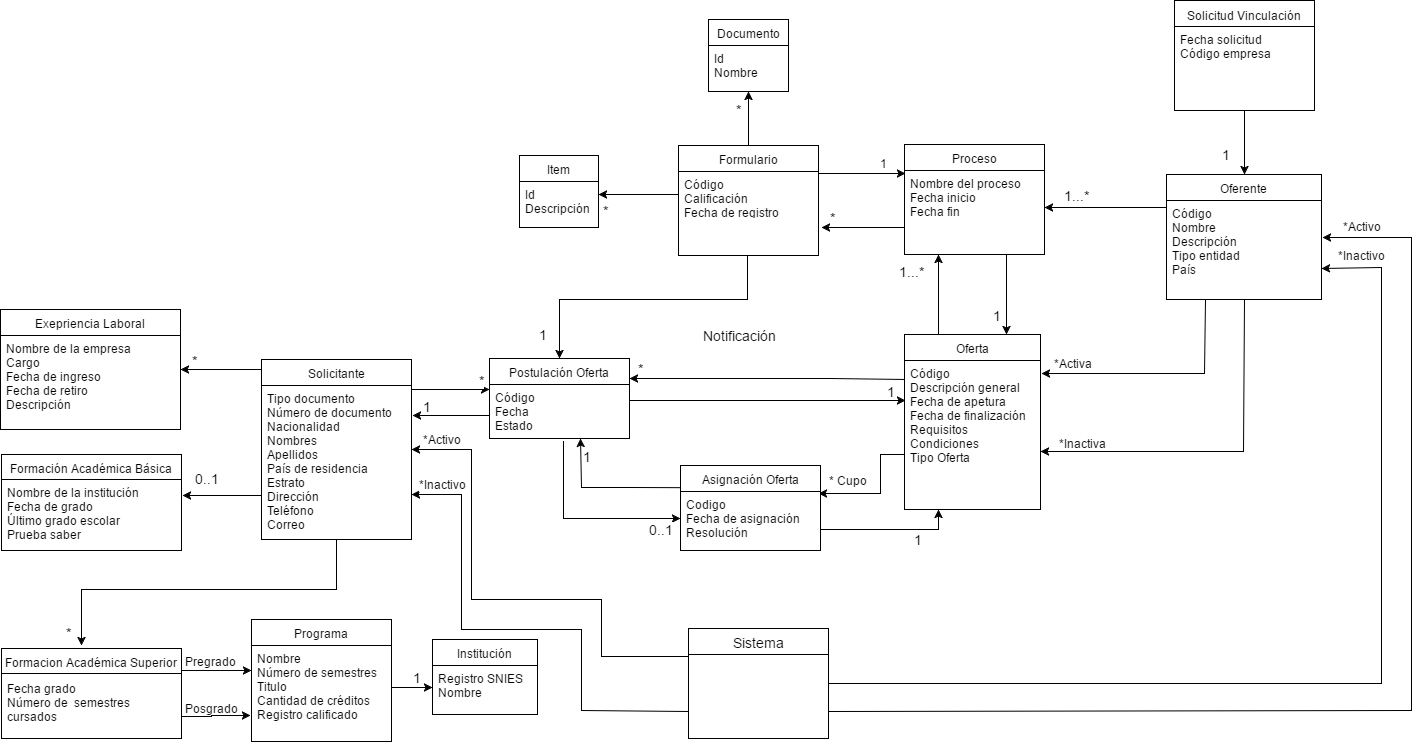 Solicitud Vinculación
Fecha solicitud
Código empresa
1
Documento
Id
Nombre
*
Formulario
Código
Calificación
Fecha de registro
1
*
Item
Id
Descripción
*
Proceso
Nombre del proceso
Fecha inicio
Fecha fin
1...*
1...*
1
Oferente
Código
Nombre
Descripción
Tipo entidad
País
*Activo
*Inactivo
Notificación
1
Exepriencia Laboral
Nombre de la empresa
Cargo
Fecha de ingreso
Fecha de retiro
Descripción
*
Solicitante
Tipo documento
Número de documento
Nacionalidad
Nombres
Apellidos
País de residencia
Estrato
Dirección
Teléfono
Correo
*
1
*Activo
*Inactivo
Postulación Oferta
Código
Fecha
Estado
*
1
Oferta
Código
Descripción general
Fecha de apetura
Fecha de finalización
Requisitos
Condiciones
Tipo Oferta
*Activa
*Inactiva
Formación Académica Básica
Nombre de la institución
Fecha de grado
Último grado escolar
Prueba saber
0..1
1
0..1
Asignación Oferta
Codigo
Fecha de asignación
Resolución
* Cupo
1
*
Formacion Académica Superior
Fecha grado
Número de semestres
cursados
Pregrado
Posgrado
Programa
Nombre
Número de semestres
Titulo
Cantidad de créditos
Registro calificado
1
Institución
Registro SNIES
Nombre
Sistema